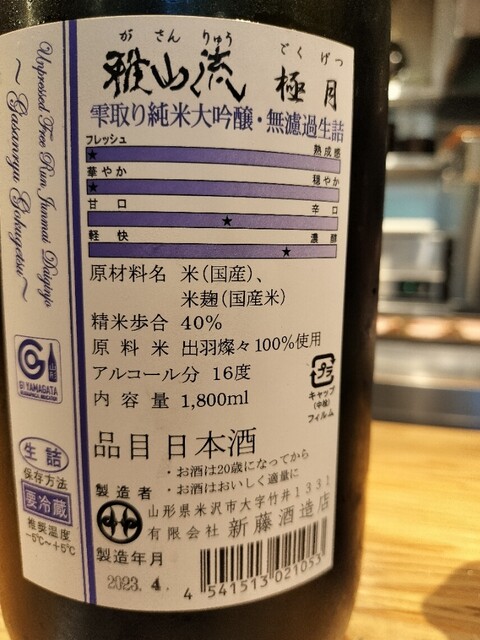 がさんりゅう ごくげつ
雅山流 極月
雫取り純米大吟醸・無濾過生詰
フレッシュ 熟成感
華やか 穏やか
甘口 辛口
軽快 濃醇
原材料名 米(国産)、
米麹(国産米)
精米歩合 40%
原料米 出羽燦々100%使用
アルコール分 16度
内容量 1,800ml
プラ
キャップ
(中栓)
フィルム
品目 日本酒
・お酒は20歳になってから
・お酒はおいしく適量に
製造者
山形県米沢市大字竹井1331
有限会社 新藤酒造店
製造年月
2023. 4.
4 541513 021053
Unpressed Free Run Junmai Daiginjo
~Gasanryu Gokugetsu~
山形
GI YAMAGATA
生詰
保存方法
要冷蔵
推奨温度
-5℃~+5℃